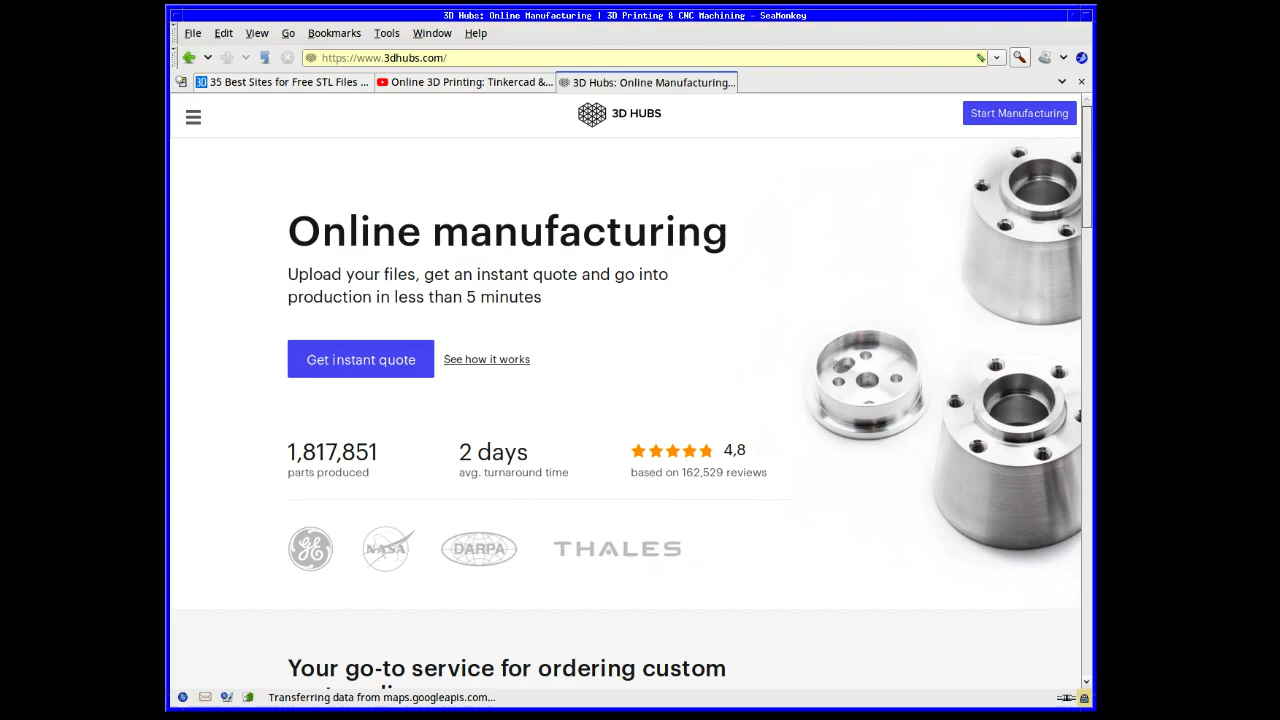 3D Hubs: Online Manufacturing | 3D Printing & CNC Machining - SeaMonkey
File Edit View Go Bookmarks Tools Window Help
https://www.3dhubs.com/
3D 35 Best Sites for Free STL Files ... Online 3D Printing: Tinkercad &... 3D Hubs: Online Manufacturing...
3D HUBS
Start Manufacturing
Online manufacturing
Upload your files, get an instant quote and go into
production in less than 5 minutes
Get instant quote See how it works
1,817,851 2 days 4,8
parts produced avg. turnaround time based on 162,529 reviews
GE NASA DARPA THALES
Your go-to service for ordering custom
Transferring data from maps.googleapis.com...